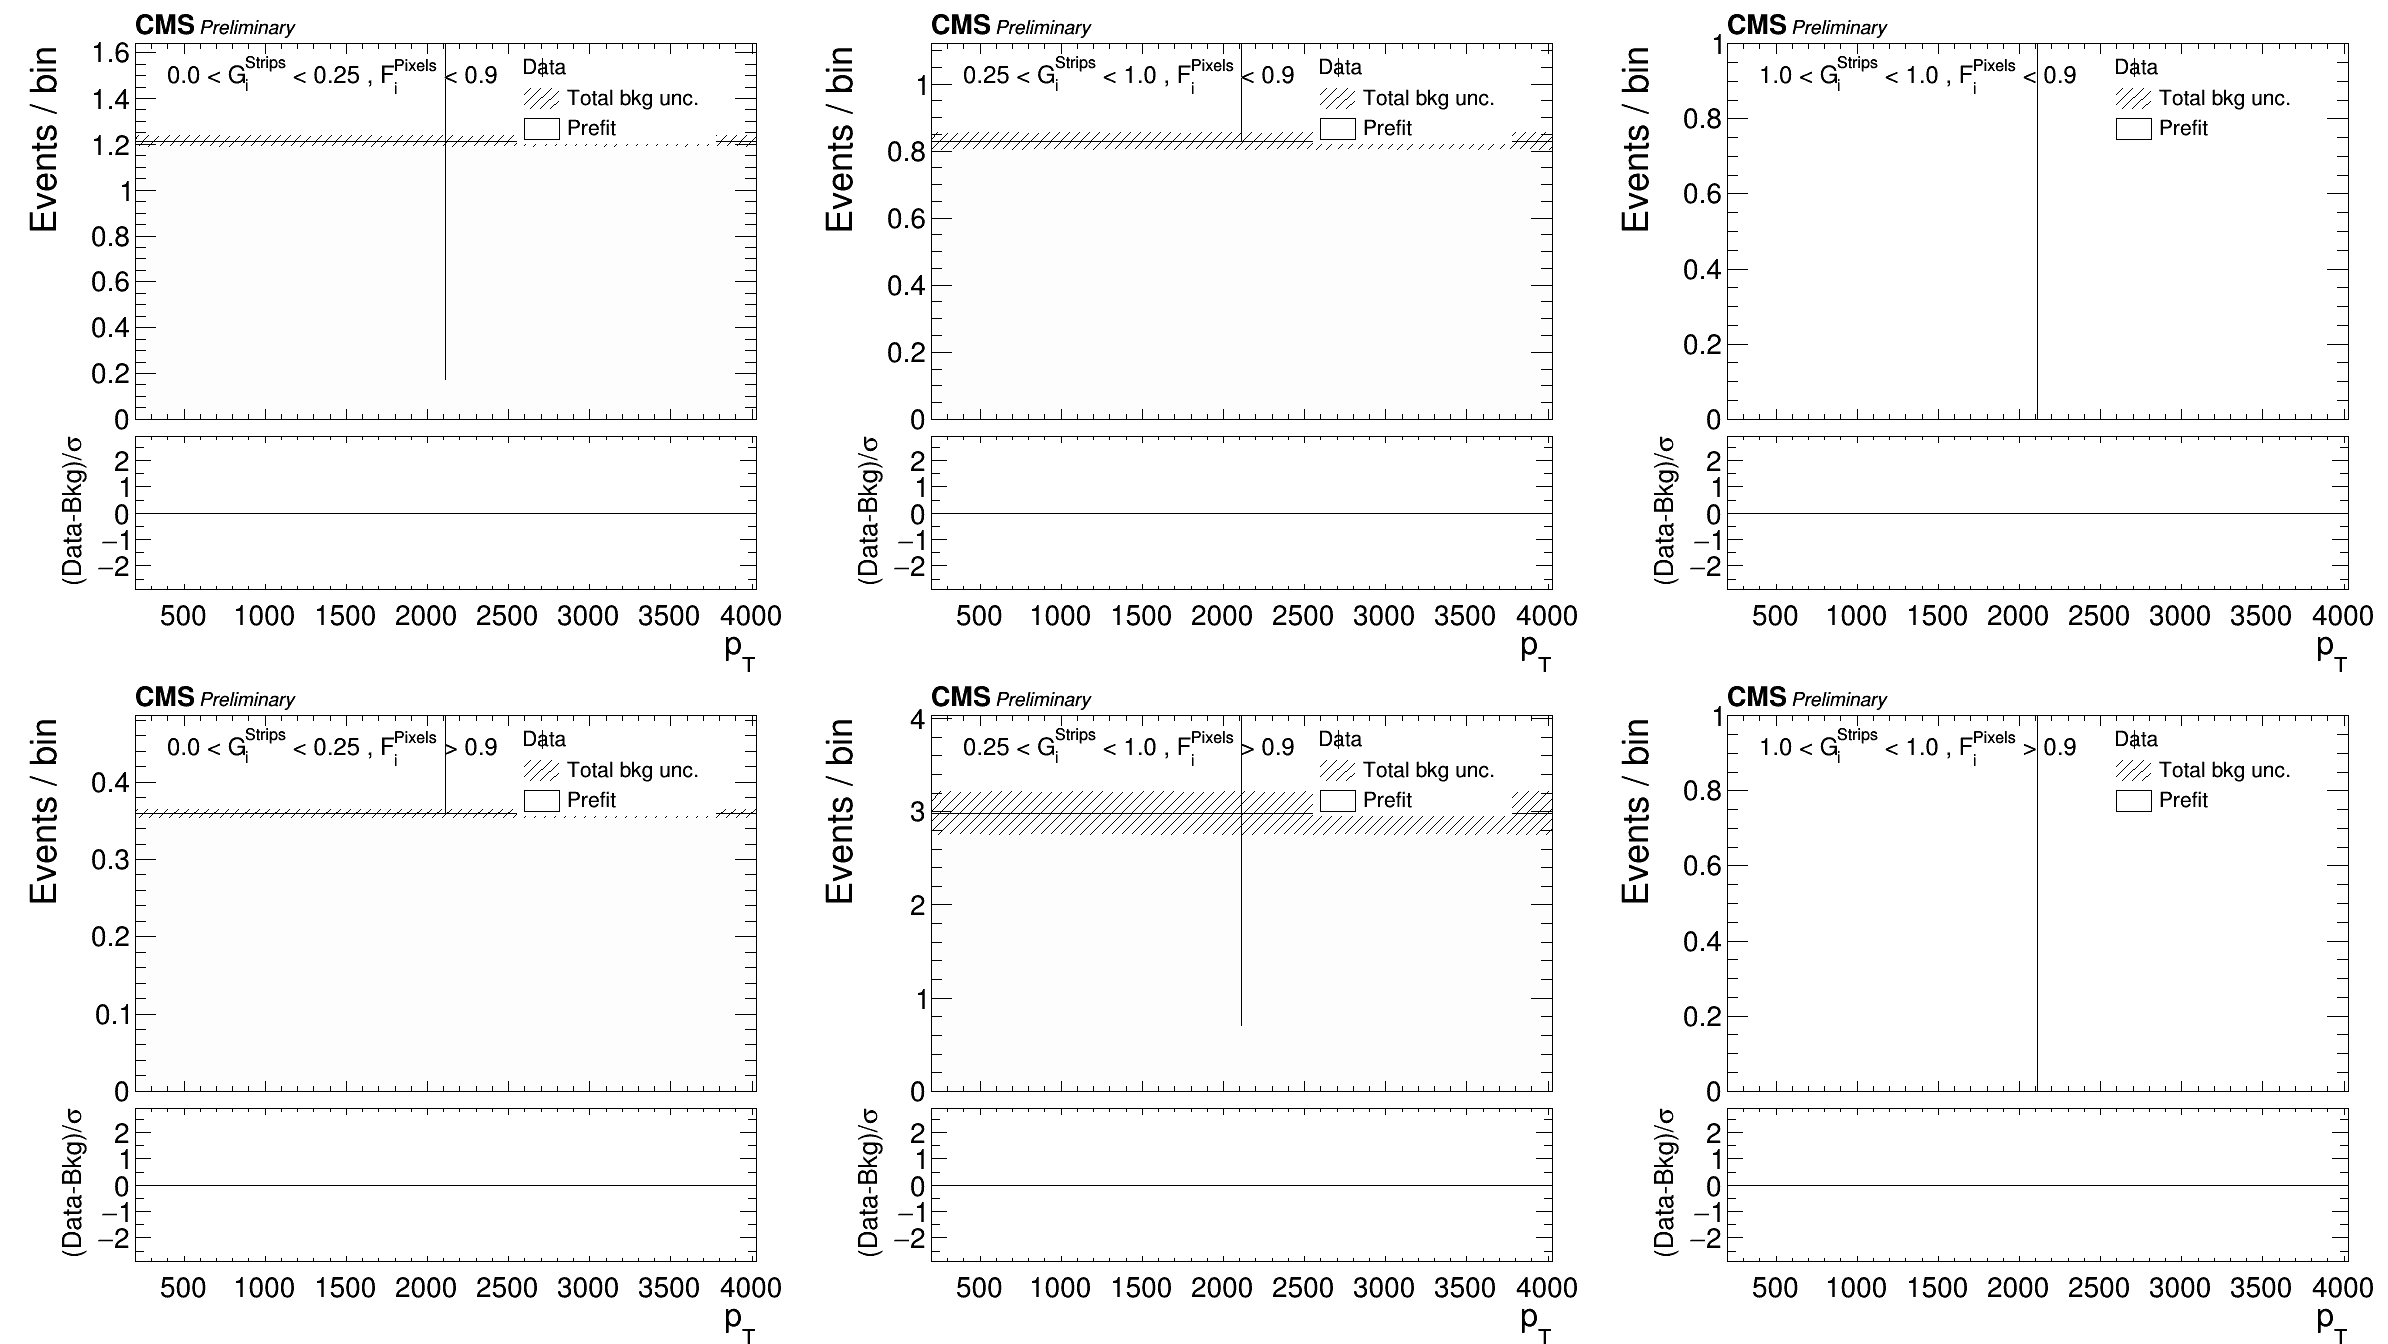 CMS Preliminary
Events / bin
1.6
1.4
1.2
1
0.8
0.6
0.4
0.2
0
0.0 < G_i^Strips < 0.25 , F_i^Pixels < 0.9
Data
Total bkg unc.
Prefit
(Data-Bkg)/σ
2
1
0
−1
−2
500 1000 1500 2000 2500 3000 3500 4000
p_T
CMS Preliminary
Events / bin
1
0.8
0.6
0.4
0.2
0
0.25 < G_i^Strips < 1.0 , F_i^Pixels < 0.9
Data
Total bkg unc.
Prefit
(Data-Bkg)/σ
2
1
0
−1
−2
500 1000 1500 2000 2500 3000 3500 4000
p_T
CMS Preliminary
Events / bin
1
0.8
0.6
0.4
0.2
0
1.0 < G_i^Strips < 1.0 , F_i^Pixels < 0.9
Data
Total bkg unc.
Prefit
(Data-Bkg)/σ
2
1
0
−1
−2
500 1000 1500 2000 2500 3000 3500 4000
p_T
CMS Preliminary
Events / bin
0.4
0.3
0.2
0.1
0
0.0 < G_i^Strips < 0.25 , F_i^Pixels > 0.9
Data
Total bkg unc.
Prefit
(Data-Bkg)/σ
2
1
0
−1
−2
500 1000 1500 2000 2500 3000 3500 4000
p_T
CMS Preliminary
Events / bin
4
3
2
1
0
0.25 < G_i^Strips < 1.0 , F_i^Pixels > 0.9
Data
Total bkg unc.
Prefit
(Data-Bkg)/σ
2
1
0
−1
−2
500 1000 1500 2000 2500 3000 3500 4000
p_T
CMS Preliminary
Events / bin
1
0.8
0.6
0.4
0.2
0
1.0 < G_i^Strips < 1.0 , F_i^Pixels > 0.9
Data
Total bkg unc.
Prefit
(Data-Bkg)/σ
2
1
0
−1
−2
500 1000 1500 2000 2500 3000 3500 4000
p_T